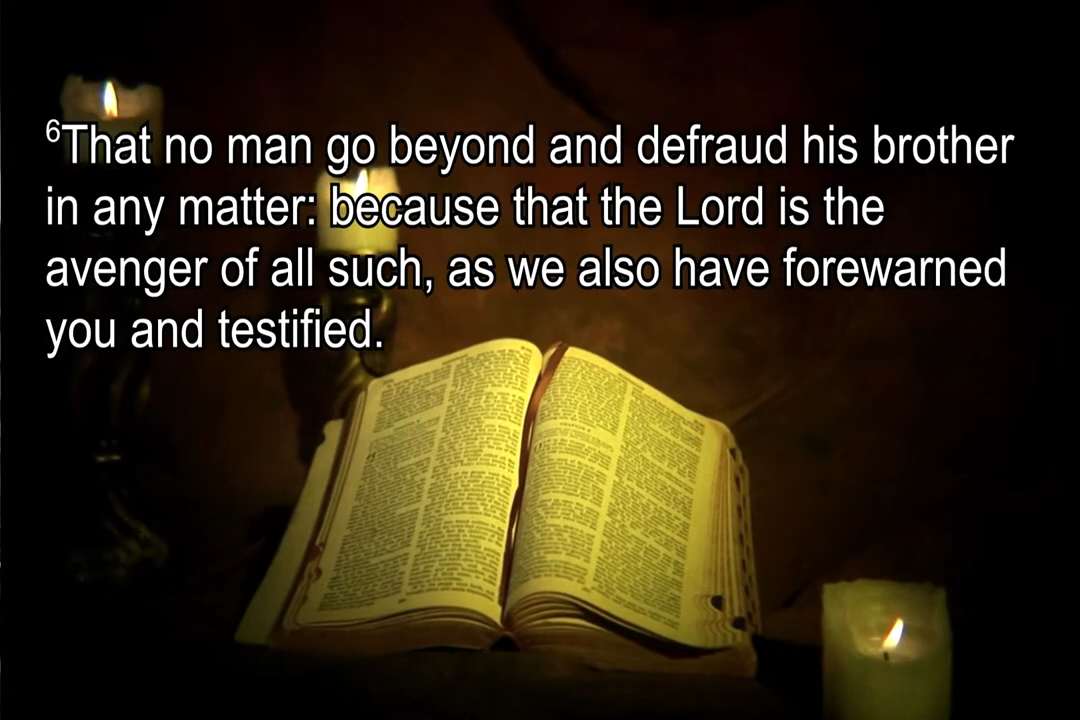 ⁶That no man go beyond and defraud his brother
in any matter: because that the Lord is the
avenger of all such, as we also have forewarned
you and testified.